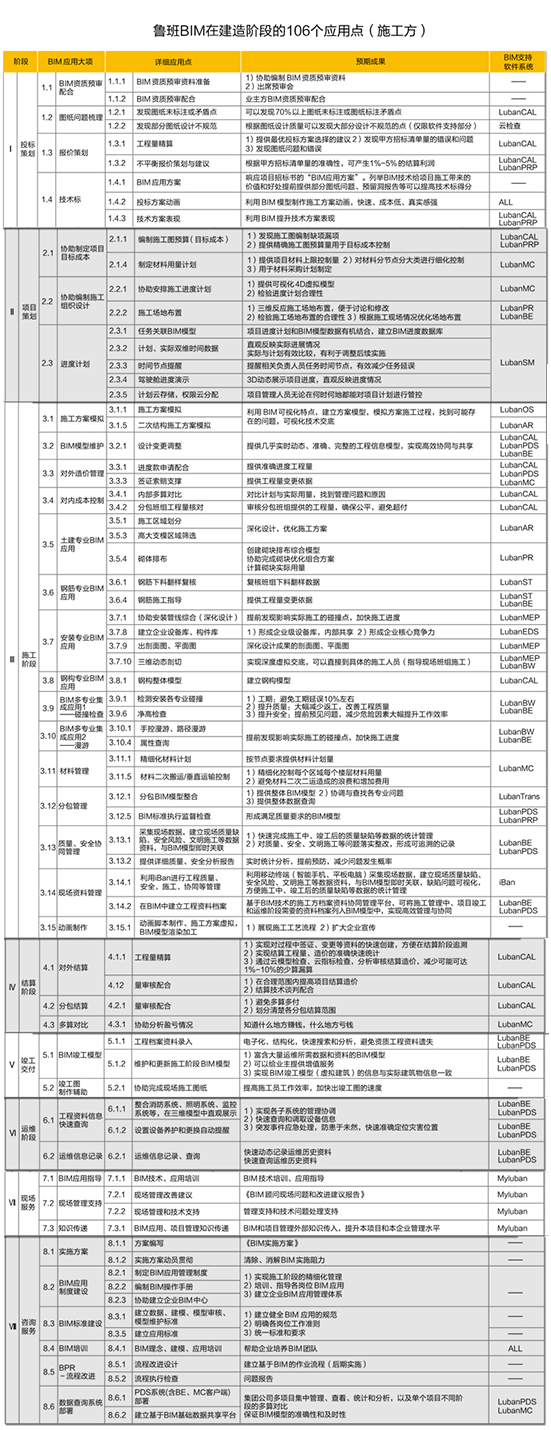 鲁班BIM在建造阶段的106个应用点（施工方）
阶段 BIM应用大项 详细应用点 预期成果 BIM支持软件系统
Ⅰ 投标策划
1.1 BIM资质预审配合
1.1.1 BIM资质预审资料准备 1）协助编制BIM资质预审资料 2）出席预审会 ——
1.1.2 BIM资质预审配合 业主方BIM资质预审配合 ——
1.2 图纸问题梳理
1.2.1 发现图纸未标注或矛盾点 可以发现70%以上图纸未标注或图纸标注矛盾点 LubanCAL
1.2.2 发现部分图纸设计不规范 根据图纸设计质量可以发现大部分设计不规范的点（仅限软件支持部分） 云检查
1.3 报价策划
1.3.1 工程量精算 1）提供最优投标方案选择的建议 2）发现甲方招标清单量的错误和问题 3）发现图纸问题和错误 LubanCAL
1.3.2 不平衡报价策划与建议 根据甲方招标清单量的准确性，可产生1%~5%的结算利润 LubanCAL LubanPRP
1.4 技术标
1.4.1 BIM应用方案 响应项目招标书的“BIM应用方案”，列举BIM技术给项目施工带来的价值和好处提前提供部分图纸问题、预留洞报告等可以提高技术标得分
1.4.2 投标方案动画 利用BIM模型制作施工方案动画，快速、成本低、真实感强 ALL
1.4.3 技术方案表现 利用BIM提升技术方案表现 LubanCAL LubanPRP
Ⅱ 项目策划
2.1 协助制定项目目标成本
2.1.1 编制施工图预算（目标成本） 1）发现施工图编制缺项漏项 2）提供精确施工图预算量用于目标成本控制 LubanCAL LubanPRP
2.1.4 制定材料用量计划 1）提供项目材料上限控制量 2）对材料分节点分大类进行细化控制 3）用于材料采购计划制定 LubanMC
2.2 协助编制施工组织设计
2.2.1 协助安排施工进度计划 1）提供可视化4D虚拟模型 2）检验进度计划合理性 LubanMC
2.2.2 施工场地布置 1）三维反应施工场地布置，便于讨论和修改 2）检验施工场地布置的合理性 3）根据施工现场情况优化场地布置 LubanPR LubanBE
2.3 进度计划 LubanSM
2.3.1 任务关联BIM模型 项目进度计划和BIM模型数据有机结合，建立BIM进度数据库
2.3.2 计划、实际双维时间数据 直观反映实际进展情况 实际与计划有效比较，有利于调整后续实施
2.3.3 时间节点提醒 提醒相关负责人员任务时间节点，有效减少任务延误
2.3.4 驾驶舱进度演示 3D动态展示项目进度，直观反映进度情况
2.3.5 计划云存储，权限云分配 项目管理人员无论在何时何地都能对项目计划进行管控
Ⅲ 施工阶段
3.1 施工方案模拟
3.1.1 施工方案模拟 利用BIM可视化特点，建立方案模型，模拟方案施工过程，找到可能存在的问题，可视化技术交底 LubanOS
3.1.5 二次结构施工方案模拟 LubanAR
3.2 BIM模型维护
3.2.1 设计变更调整 提供几乎实时动态、准确、完整的工程信息模型，实现高效协同与共享 LubanCAL LubanPDS LubanBE
3.3 对外造价管理
3.3.1 进度款申请配合 提供准确进度工程量 LubanCAL
3.3.3 签证索赔支撑 提供工程变更依据 LubanPDS LubanMC
3.4 对内成本控制
3.4.1 内部多算对比 对比计划与实际用量，找到管理问题和原因 LubanCAL
3.4.2 分包班组工程量核对 审核分包班组提供的工程量，确保公平，避免超付 LubanCAL
3.5 土建专业BIM应用
3.5.1 施工区域划分 深化设计，优化施工方案 LubanAR
3.5.3 高大支模区域筛选
3.5.4 砌体排布 创建砌块排布综合模型 协助完成砌块优化组合方案 计算砌块实际用量 LubanPR
3.6 钢筋专业BIM应用
3.6.1 钢筋下料翻样复核 复核班组下料翻样数据 LubanST
3.6.4 钢筋施工指导 提供工程量变更依据 LubanST LubanBE
3.7 安装专业BIM应用
3.7.1 协助安装管线综合（深化设计） 提前发现影响实际施工的碰撞点，加快施工进度 LubanMEP
3.7.8 建立企业设备库、构件库 1）形成企业级设备库，内部共享 2）形成企业核心竞争力 LubanEDS
3.7.9 出剖面图、平面图 深化设计成果的剖面图、平面图 LubanMEP
3.7.10 三维动态剖切 实现深度虚拟交底，可以直接到具体的施工人员（指导现场班组施工） LubanMEP LubanBW
3.8 钢构专业BIM应用
3.8.1 钢构整体模型 建立钢构模型 LubanCAL
3.9 BIM多专业集成应用1——碰撞检查
3.9.1 检测安装各专业碰撞 1）工期：避免工期延误10%左右 2）提升质量：大幅减少返工，改善工程质量 3）提升安全：提前预见问题，减少危险因素大幅提升工作效率 LubanBW LubanBE
3.9.6 净高检查
3.10 BIM多专业集成应用2——漫游
3.10.1 手控漫游、路径漫游 提前发现影响实际施工的碰撞点，加快施工进度 LubanBW LubanBE
3.10.4 属性查询
3.11 材料管理
3.11.1 精细化材料计划 按节点要求提供材料计划量 LubanMC
3.11.5 材料二次搬运/垂直运输控制 1）精细化控制每个区域每个楼层材料用量 2）避免材料二次二运造成的浪费和增加费用
3.12 分包管理
3.12.1 分包BIM模型整合 1）提供整体BIM模型 2）协调与查找各专业问题 3）提供整体数据查询 LubanTrans
3.12.5 BIM标准执行监督检查 形成满足质量要求的BIM模型 LubanPDS LubanPRP
3.13 质量、安全协同管理
3.13.1 采集现场数据，建立现场质量缺陷、安全风险、文明施工等数据资料，与BIM模型即时关联 1）快速完成施工中、竣工后的质量缺陷等数据的统计管理 2）对质量、安全、文明施工等问题落实整改，形成可追溯的记录 LubanBE LubanPDS
3.13.2 提供详细质量、安全分析报告 实时统计分析，提前预防，减少问题发生概率
3.14 现场资料管理
3.14.1 利用iBan进行工程质量、安全、施工、协同等管理 利用移动终端（智能手机、平板电脑）采集现场数据，建立现场质量缺陷、安全风险、文明施工等数据资料，与BIM模型即时关联，缺陷问题可视化，方便施工中、竣工后的质量缺陷等数据的统计管理 iBan
3.14.2 在BIM中建立工程资料档案 基于BIM技术的施工方档案资料协同管理平台，可将施工管理中、项目竣工和运维阶段需要的资料档案列入BIM模型中，实现高效管理与协同 LubanBE LubanPDS
3.15 动画制作
3.15.1 动画脚本制作、施工方案虚拟，BIM模型渲染加工 1）展现施工工艺流程 2）扩大企业宣传 ——
Ⅳ 结算阶段
4.1 对外结算
4.1.1 工程量精算 1）实现对过程中签证、变更等资料的快速创建，方便在结算阶段追溯 2）实现结算工程量、造价的准确快速统计 3）通过云模型检查、云指标检查，分析审核结算造价，减少可能达1%~10%的少算漏算 LubanCAL
4.12 量审核配合 1）在合理范围内提高项目结算造价 2）结算技术谈判配合 LubanCAL
4.2 分包结算
4.2.1 量审核配合 1）避免多算多付 2）划分清楚各分包结算范围 LubanCAL
4.3 多算对比
4.3.1 协助分析盈亏情况 知道什么地方赚钱，什么地方亏钱 LubanMC
Ⅴ 竣工交付
5.1 BIM竣工模型
5.1.1 工程档案资料录入 电子化、结构化，快速搜索和分析，避免资质工程资料遗失 LubanBE LubanPDS
5.1.2 维护和更新施工阶段BIM模型 1）富含大量运维所需数据和资料的BIM模型 2）可以给业主提供增值服务 3）实现BIM竣工模型（虚拟建筑）的信息与实际建筑物信息一致 LubanBE LubanPDS
5.2 竣工图制作辅助
5.2.1 协助完成现场施工图纸 提高施工员工作效率，加快出竣工图的速度 ——
Ⅵ 运维阶段
6.1 工程资料信息快速查询
6.1.1 整合消防系统、照明系统、监控系统等，在三维模型中直观展示 1）实现各子系统的管理协调 2）快速查询和调取设备信息 3）突发事件应急处理，防患于未然，快速准确定位灾害位置 LubanBE LubanPDS
6.1.2 设置设备养护和更换自动提醒 LubanBE LubanPDS
6.2 运维信息记录
6.2.1 运维信息记录、查询 快速动态记录运维历史资料 快速查询运维历史资料 LubanBE LubanPDS
Ⅶ 现场服务
7.1 BIM应用指导
7.1.1 BIM技术、应用培训 BIM技术培训、应用指导 Myluban
7.2 现场管理支持
7.2.1 现场管理改善建议 《BIM顾问现场问题和改进建议报告》 Myluban
7.2.2 现场管理和技术支持 管理支持和技术问题处理支持 Myluban
7.3 知识传递
7.3.1 BIM应用、项目管理知识传递 BIM和项目管理外部知识传入，提升本项目和本企业管理水平 Myluban
Ⅷ 咨询服务
8.1 实施方案
8.1.1 方案编写 《BIM实施方案》 ——
8.1.2 实施方案动员贯彻 清除、消解BIM实施阻力 ——
8.2 BIM应用制度建设
8.2.1 制定BIM应用管理制度 1）实现施工阶段的精细化管理 2）培训、指导各岗位BIM应用 3）建立企业BIM应用管理体系 ——
8.2.2 编制BIM操作手册
8.2.3 协助建立企业BIM中心
8.3 BIM标准建设
8.3.1 建立数据、建模、模型审核、模型维护标准 1）建立健全BIM应用的规范 2）明确各岗位工作准则 3）统一标准和要求 ——
8.3.5 建立应用标准 ——
8.4 BIM培训
8.4.1 BIM理念、建模、应用培训 帮助企业培养BIM团队 ALL
8.5 BPR－流程改进
8.5.1 流程改进设计 建立基于BIM的作业流程（后期实施） ——
8.5.2 流程执行检查 问题报告 ——
8.6 数据查询系统部署
8.6.1 PDS系统(含BE、MC客户端)部署 集团公司多项目集中管理、查看、统计和分析，以及单个项目不同阶段的多算对比 保证BIM模型的准确性和及时性 LubanPDS LubanMC
8.6.2 建立基于BIM基础数据共享平台